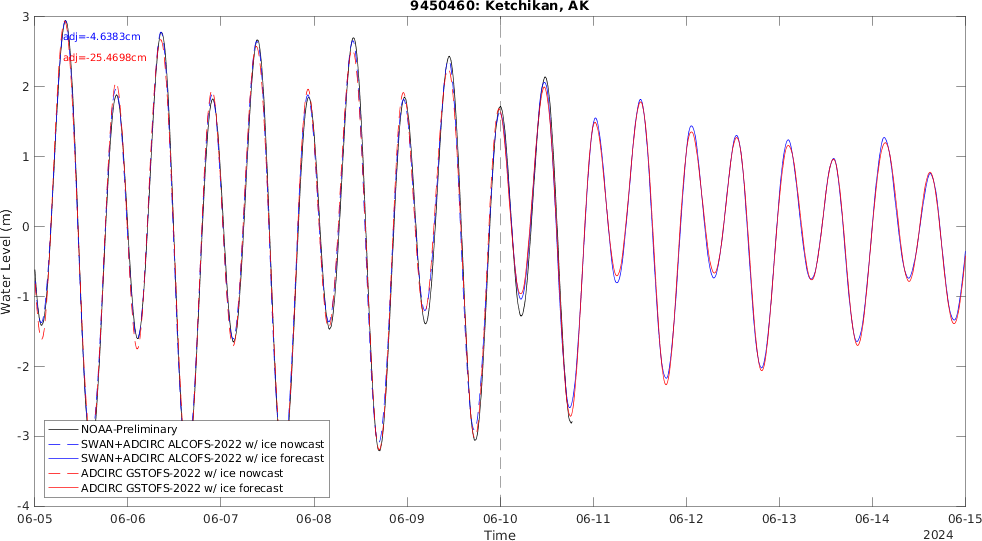 9450460: Ketchikan, AK
adj=-4.6383cm
adj=-25.4698cm
Water Level (m)
3
2
1
0
-1
-2
-3
-4
NOAA-Preliminary
SWAN+ADCIRC ALCOFS-2022 w/ ice nowcast
SWAN+ADCIRC ALCOFS-2022 w/ ice forecast
ADCIRC GSTOFS-2022 w/ ice nowcast
ADCIRC GSTOFS-2022 w/ ice forecast
06-05 06-06 06-07 06-08 06-09 06-10 06-11 06-12 06-13 06-14 06-15
Time
2024